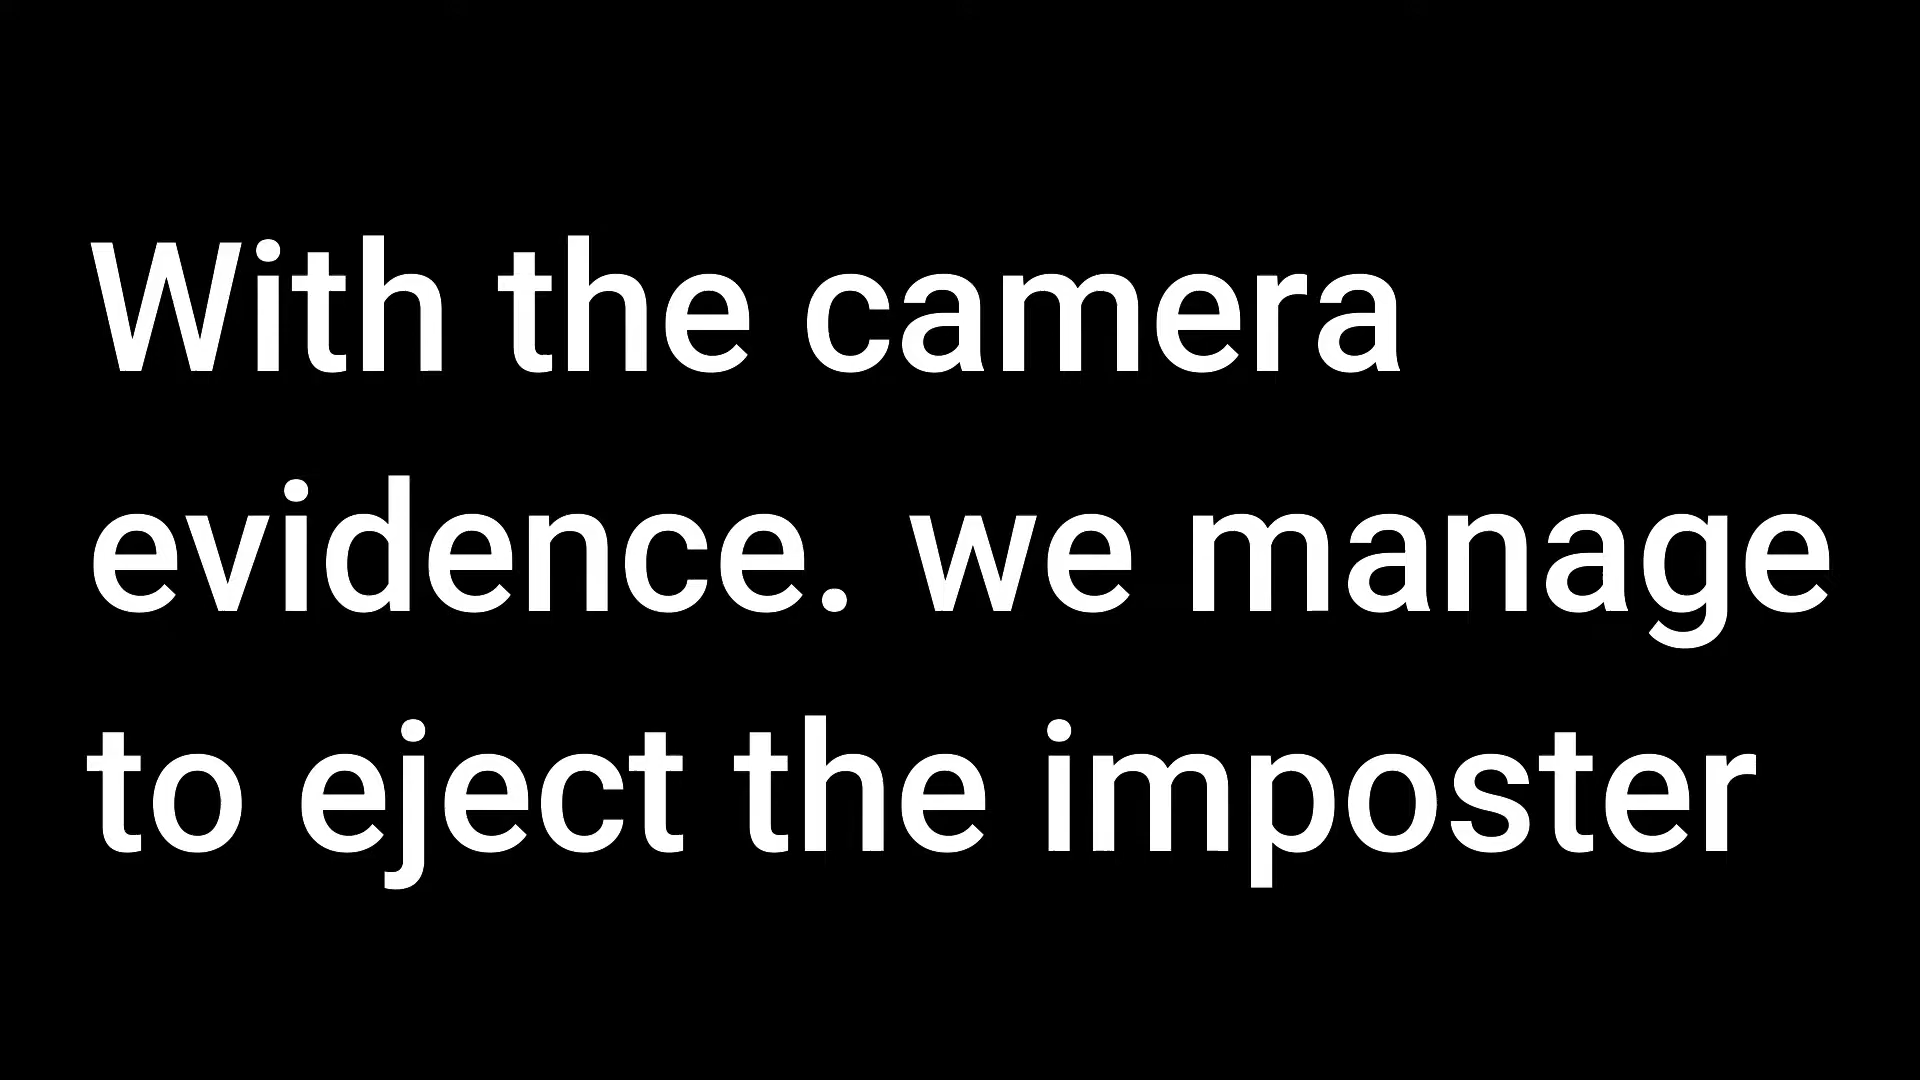 With the camera
evidence. we manage
to eject the imposter